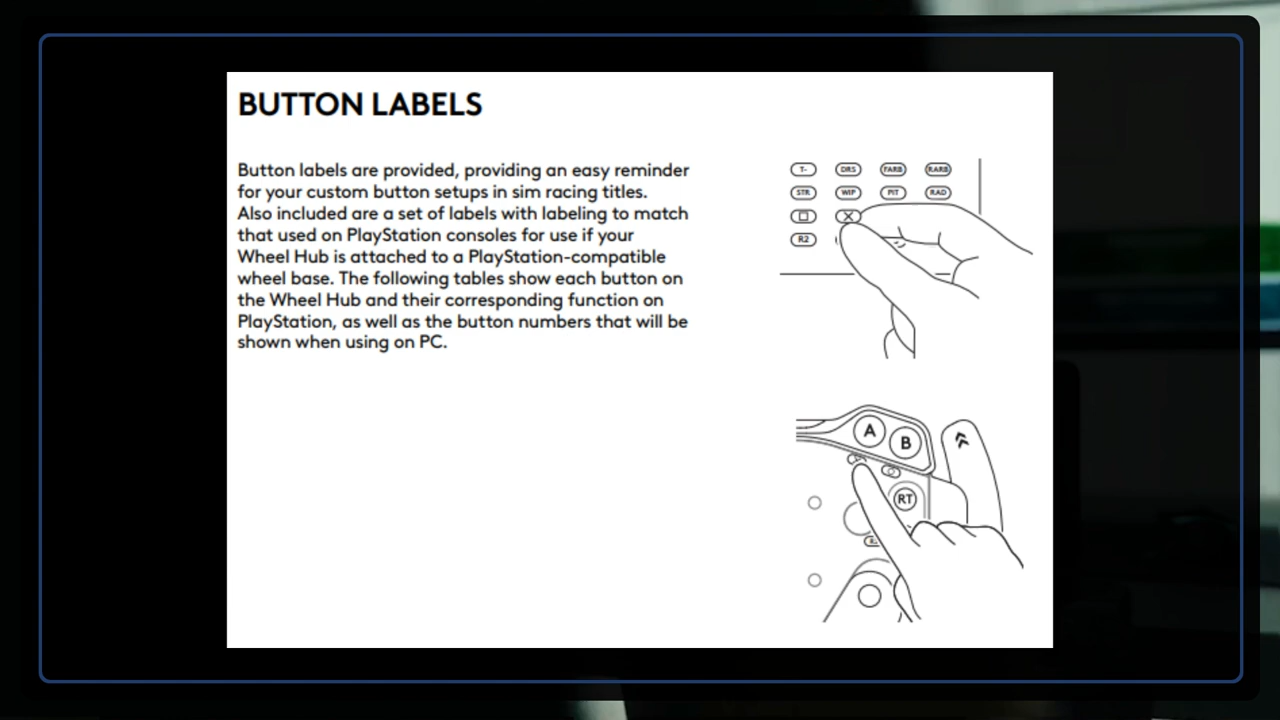 BUTTON LABELS
Button labels are provided, providing an easy reminder
for your custom button setups in sim racing titles.
Also included are a set of labels with labeling to match
that used on PlayStation consoles for use if your
Wheel Hub is attached to a PlayStation-compatible
wheel base. The following tables show each button on
the Wheel Hub and their corresponding function on
PlayStation, as well as the button numbers that will be
shown when using on PC.
T- DRS FARB RARB
STR WIP PIT RAD
R2
A B
RT